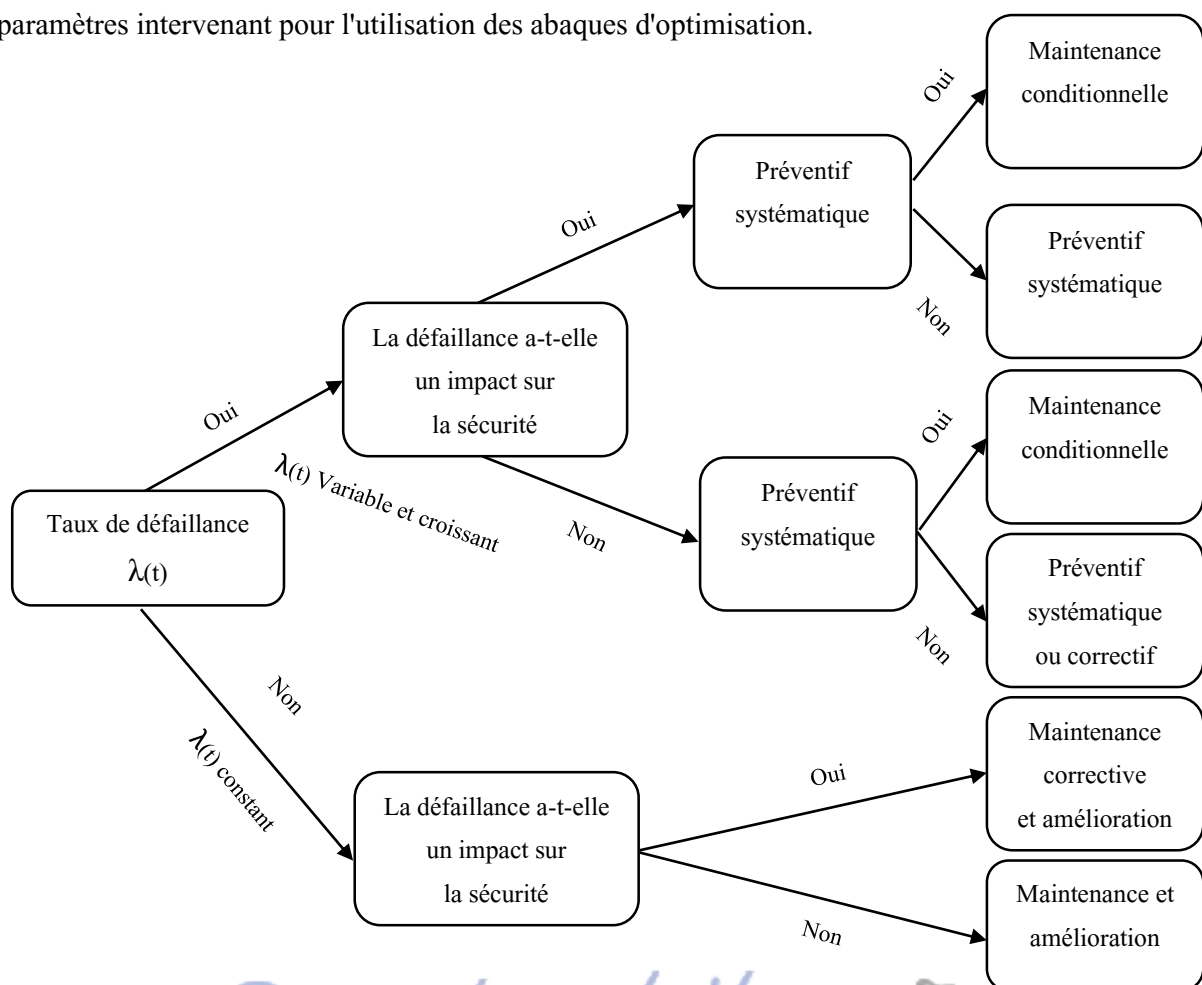 paramètres intervenant pour l'utilisation des abaques d'optimisation.
Maintenance
conditionnelle
Oui
Préventif
systématique
Préventif
systématique
Non
Oui
La défaillance a-t-elle
un impact sur
la sécurité
Maintenance
conditionnelle
Oui
Oui
λ(t) Variable et croissant
Non
Préventif
systématique
Taux de défaillance
λ(t)
Préventif
systématique
ou correctif
Non
Non
λ(t) constant
Maintenance
corrective
et amélioration
Oui
La défaillance a-t-elle
un impact sur
la sécurité
Maintenance et
amélioration
Non